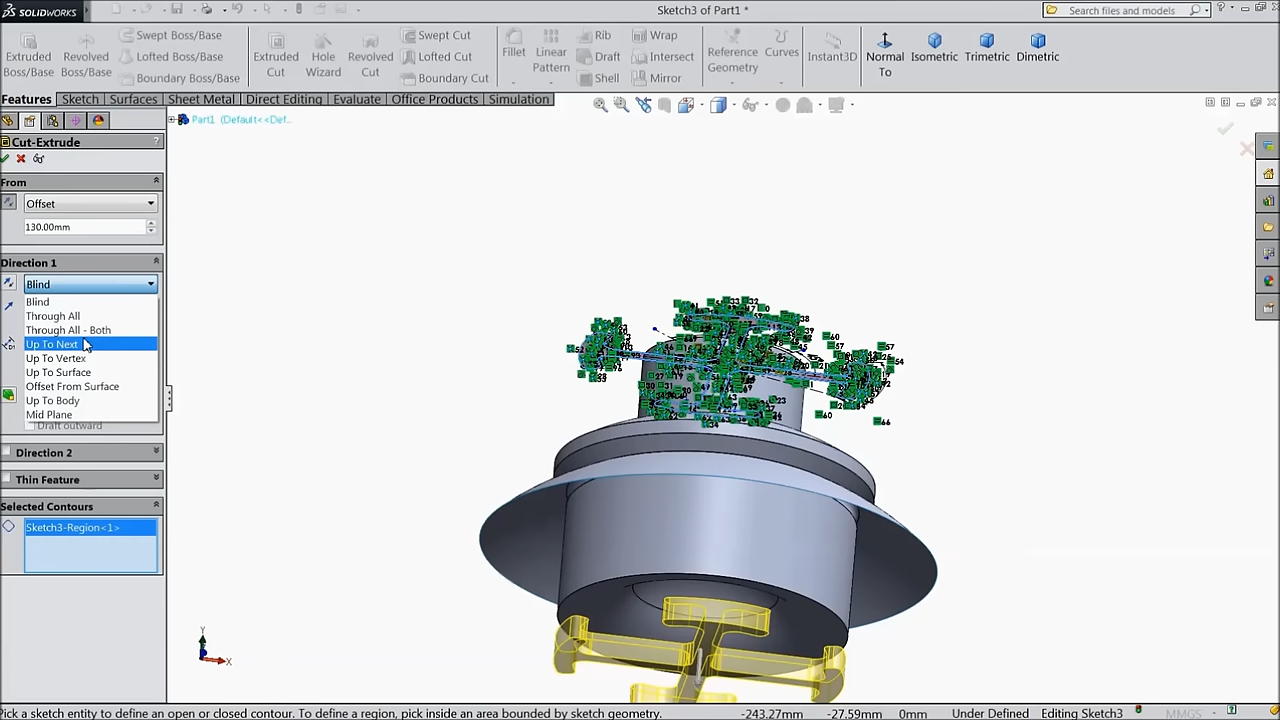 SOLIDWORKS
Sketch3 of Part1 *
Search files and models
Extruded Boss/Base
Revolved Boss/Base
Swept Boss/Base
Lofted Boss/Base
Boundary Boss/Base
Extruded Cut
Hole Wizard
Revolved Cut
Swept Cut
Lofted Cut
Boundary Cut
Fillet
Linear Pattern
Rib
Draft
Shell
Wrap
Intersect
Mirror
Reference Geometry
Curves
Instant3D
Normal To
Isometric
Trimetric
Dimetric
Features
Sketch
Surfaces
Sheet Metal
Direct Editing
Evaluate
Office Products
Simulation
Part1 (Default<<Def...
Cut-Extrude
?
From
Offset
130.00mm
Direction 1
Blind
Blind
Through All
Through All - Both
Up To Next
Up To Vertex
Up To Surface
Offset From Surface
Up To Body
Mid Plane
Draft outward
Direction 2
Thin Feature
Selected Contours
Sketch3-Region<1>
Y
X
Pick a sketch entity to define an open or closed contour. To define a region, pick inside an area bounded by sketch geometry.
-243.27mm
-27.59mm
0mm
Under Defined
Editing Sketch3
MMGS